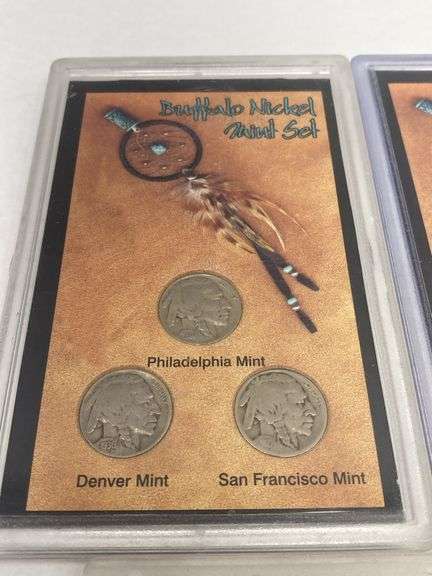 Buffalo Nickel
Mint Set
Philadelphia Mint
Denver Mint
San Francisco Mint